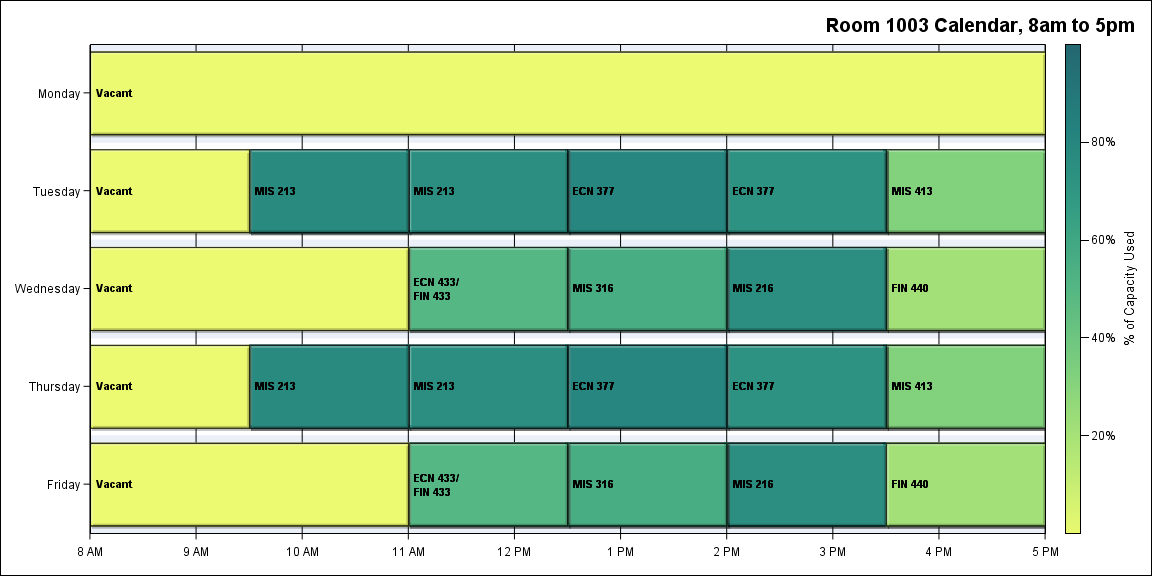 Room 1003 Calendar, 8am to 5pm
Monday
Vacant
Tuesday
Vacant
MIS 213
MIS 213
ECN 377
ECN 377
MIS 413
Wednesday
Vacant
ECN 433/
FIN 433
MIS 316
MIS 216
FIN 440
Thursday
Vacant
MIS 213
MIS 213
ECN 377
ECN 377
MIS 413
Friday
Vacant
ECN 433/
FIN 433
MIS 316
MIS 216
FIN 440
8 AM
9 AM
10 AM
11 AM
12 PM
1 PM
2 PM
3 PM
4 PM
5 PM
80%
60%
40%
20%
% of Capacity Used